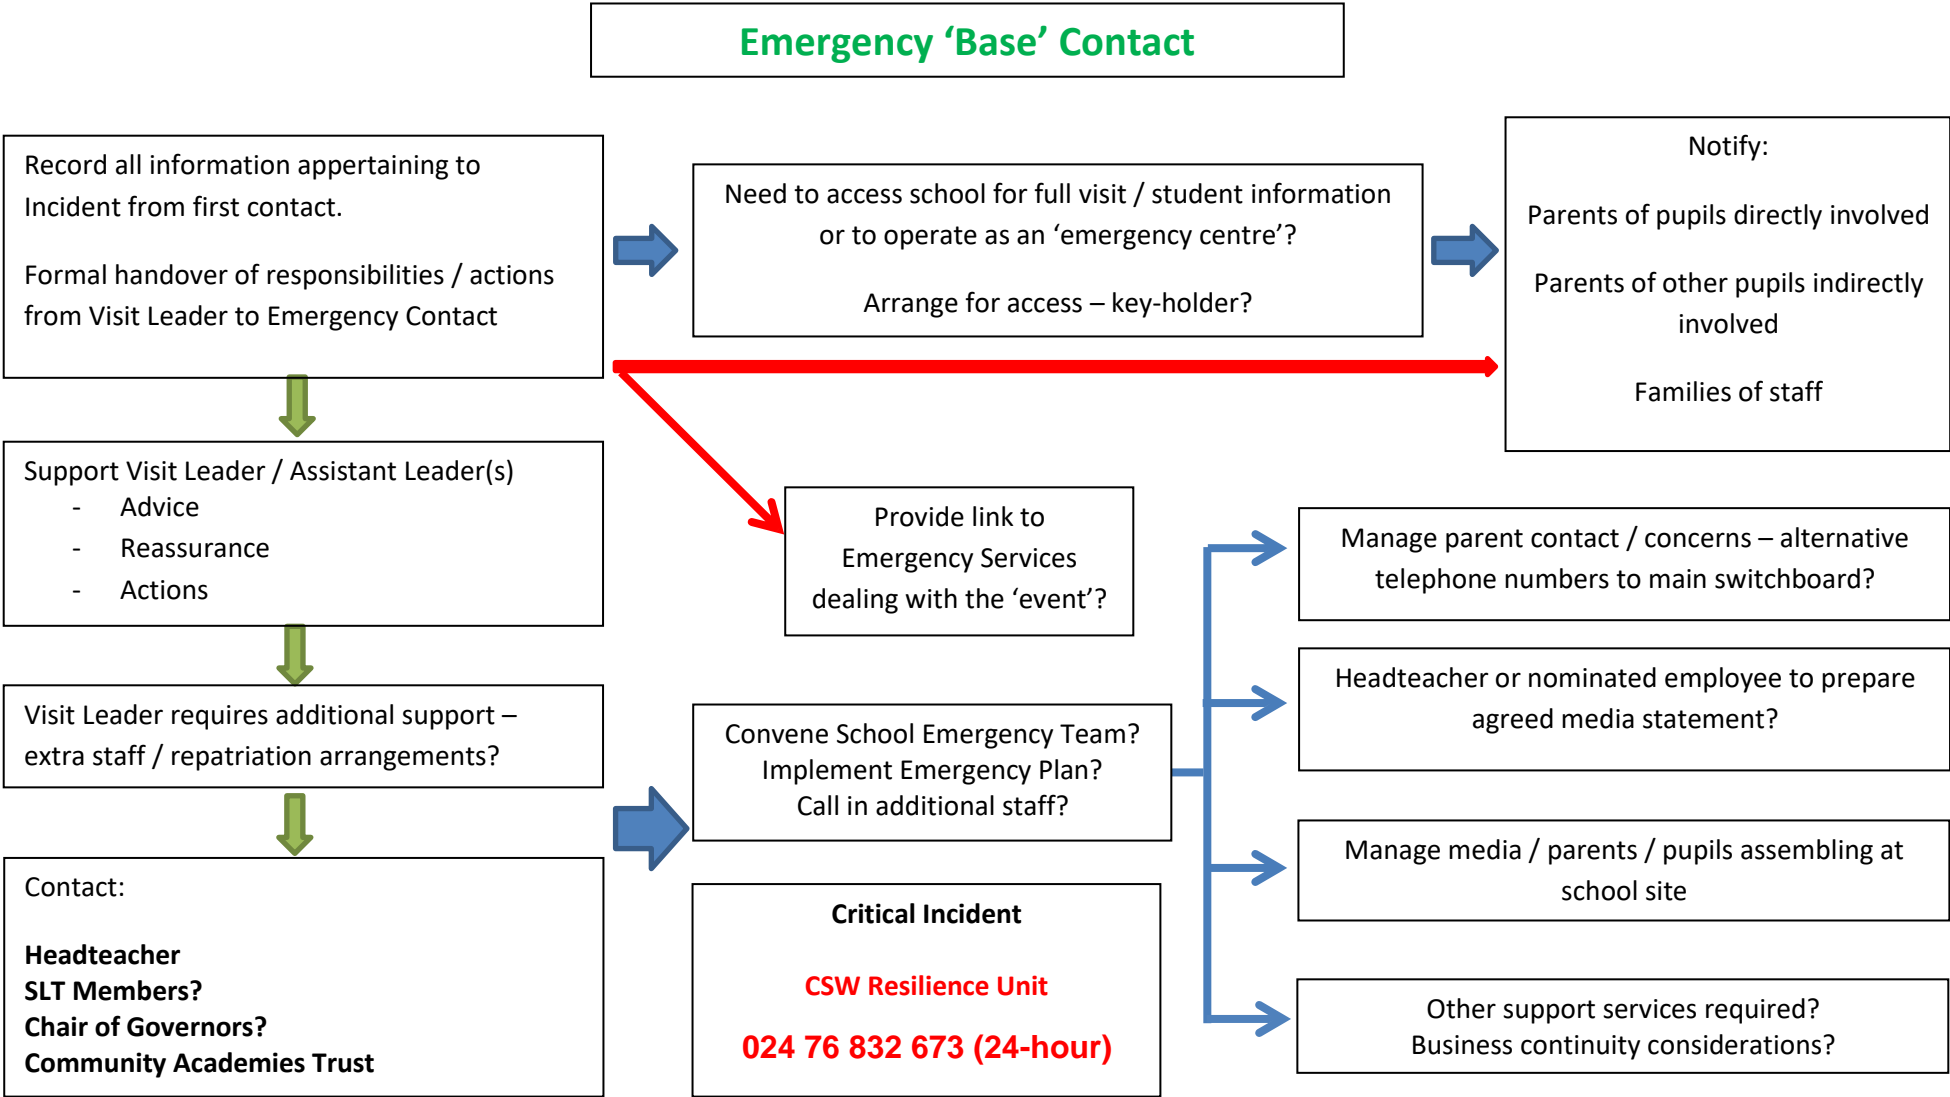 Emergency ‘Base’ Contact
Record all information appertaining to
Incident from first contact.
Formal handover of responsibilities / actions
from Visit Leader to Emergency Contact
Need to access school for full visit / student information
or to operate as an ‘emergency centre’?
Arrange for access – key-holder?
Notify:
Parents of pupils directly involved
Parents of other pupils indirectly
involved
Families of staff
Support Visit Leader / Assistant Leader(s)
- Advice
- Reassurance
- Actions
Provide link to
Emergency Services
dealing with the ‘event’?
Visit Leader requires additional support –
extra staff / repatriation arrangements?
Contact:
Headteacher
SLT Members?
Chair of Governors?
Community Academies Trust
Convene School Emergency Team?
Implement Emergency Plan?
Call in additional staff?
Critical Incident
CSW Resilience Unit
024 76 832 673 (24-hour)
Manage parent contact / concerns – alternative
telephone numbers to main switchboard?
Headteacher or nominated employee to prepare
agreed media statement?
Manage media / parents / pupils assembling at
school site
Other support services required?
Business continuity considerations?